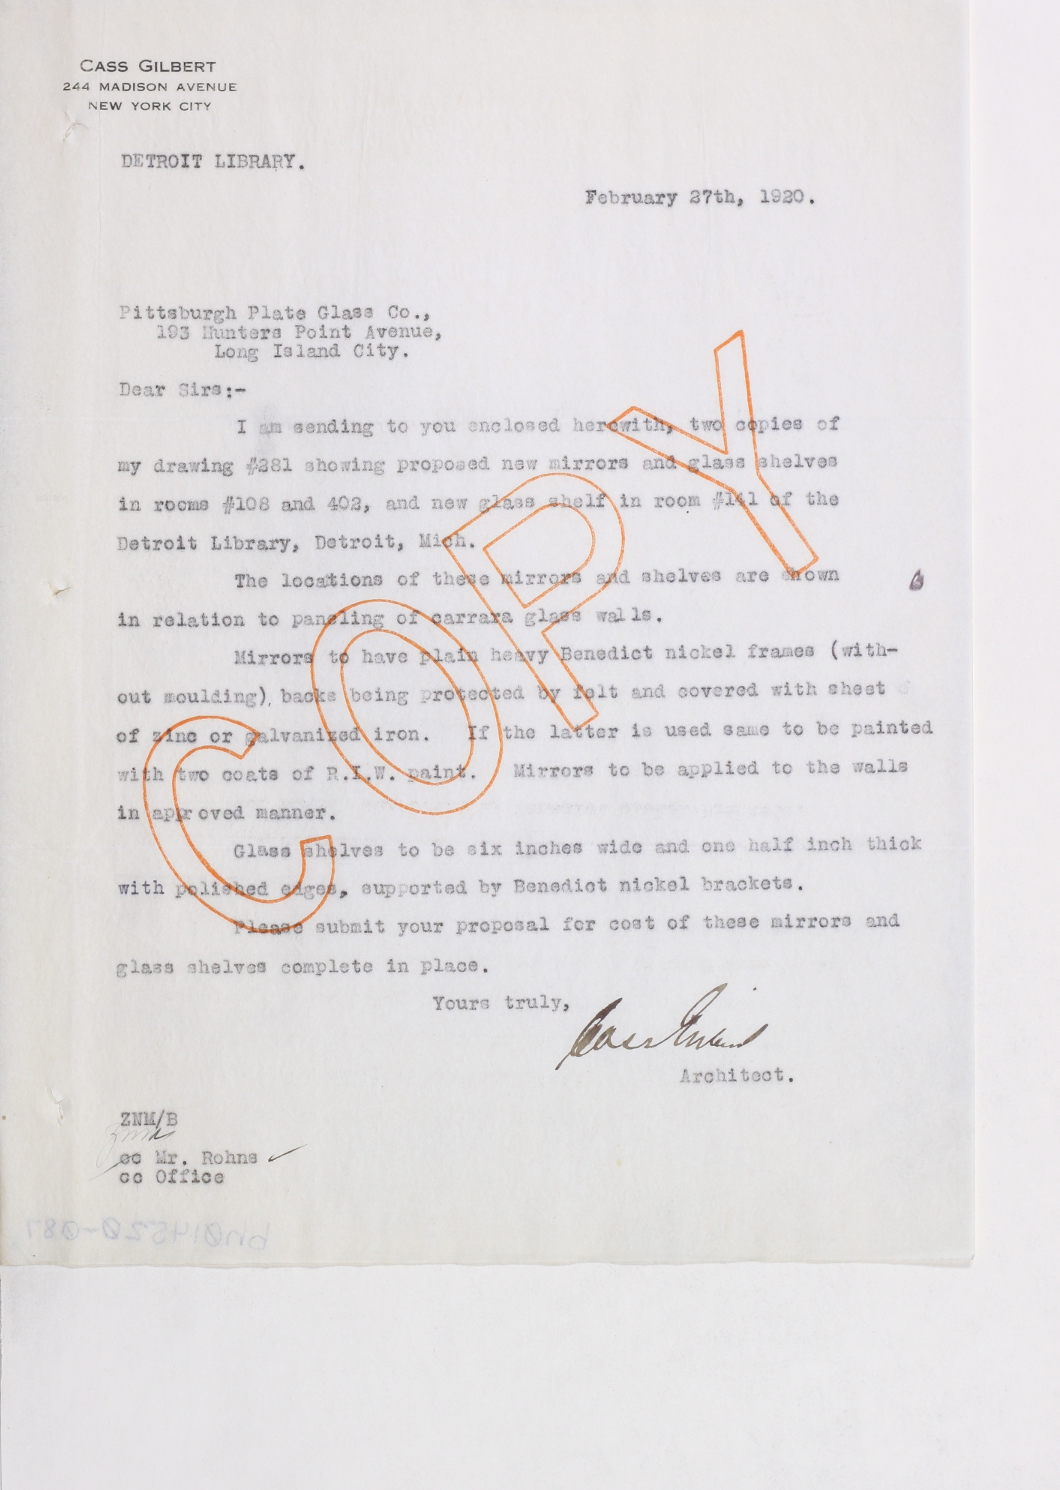 CASS GILBERT
244 MADISON AVENUE
NEW YORK CITY
DETROIT LIBRARY.
February 27th, 1920.
Pittsburgh Plate Glass Co.,
193 Hunters Point Avenue,
Long Island City.
Dear Sirs:-
I am sending to you enclosed herewith, two copies of
my drawing #281 showing proposed new mirrors and glass shelves
in rooms #108 and 402, and new glass shelf in room #141 of the
Detroit Library, Detroit, Mich.
The locations of these mirrors and shelves are shown
in relation to paneling of carrara glass walls.
Mirrors to have plain heavy Benedict nickel frames (with-
out moulding), backs being protected by felt and covered with sheet
of zinc or galvanized iron. If the latter is used same to be painted
with two coats of R.I.W. paint. Mirrors to be applied to the walls
in approved manner.
Glass shelves to be six inches wide and one half inch thick
with polished edges, supported by Benedict nickel brackets.
Please submit your proposal for cost of these mirrors and
glass shelves complete in place.
Yours truly,
Cass Gilbert
Architect.
ZNM/B
cc Mr. Rohns
cc Office
COPY
bh014520-087